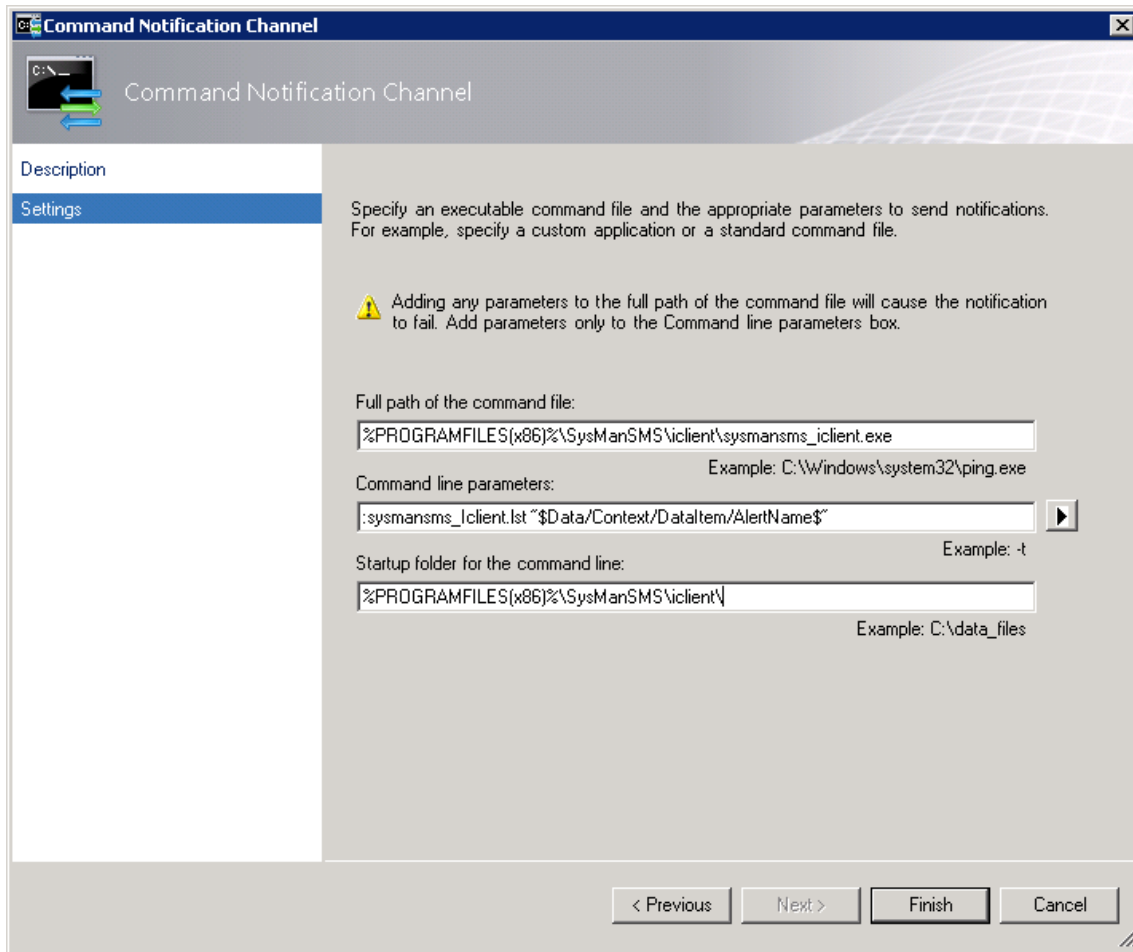 Command Notification Channel
C:\_
Command Notification Channel
Description
Settings
Specify an executable command file and the appropriate parameters to send notifications.
For example, specify a custom application or a standard command file.
Adding any parameters to the full path of the command file will cause the notification
to fail. Add parameters only to the Command line parameters box.
Full path of the command file:
%PROGRAMFILES(x86)%\SysManSMS\iclient\sysmansms_iclient.exe
Example: C:\Windows\system32\ping.exe
Command line parameters:
:sysmansms_Iclient.lst "$Data/Context/DataItem/AlertName$"
Example: -t
Startup folder for the command line:
%PROGRAMFILES(x86)%\SysManSMS\iclient\
Example: C:\data_files
< Previous
Next >
Finish
Cancel